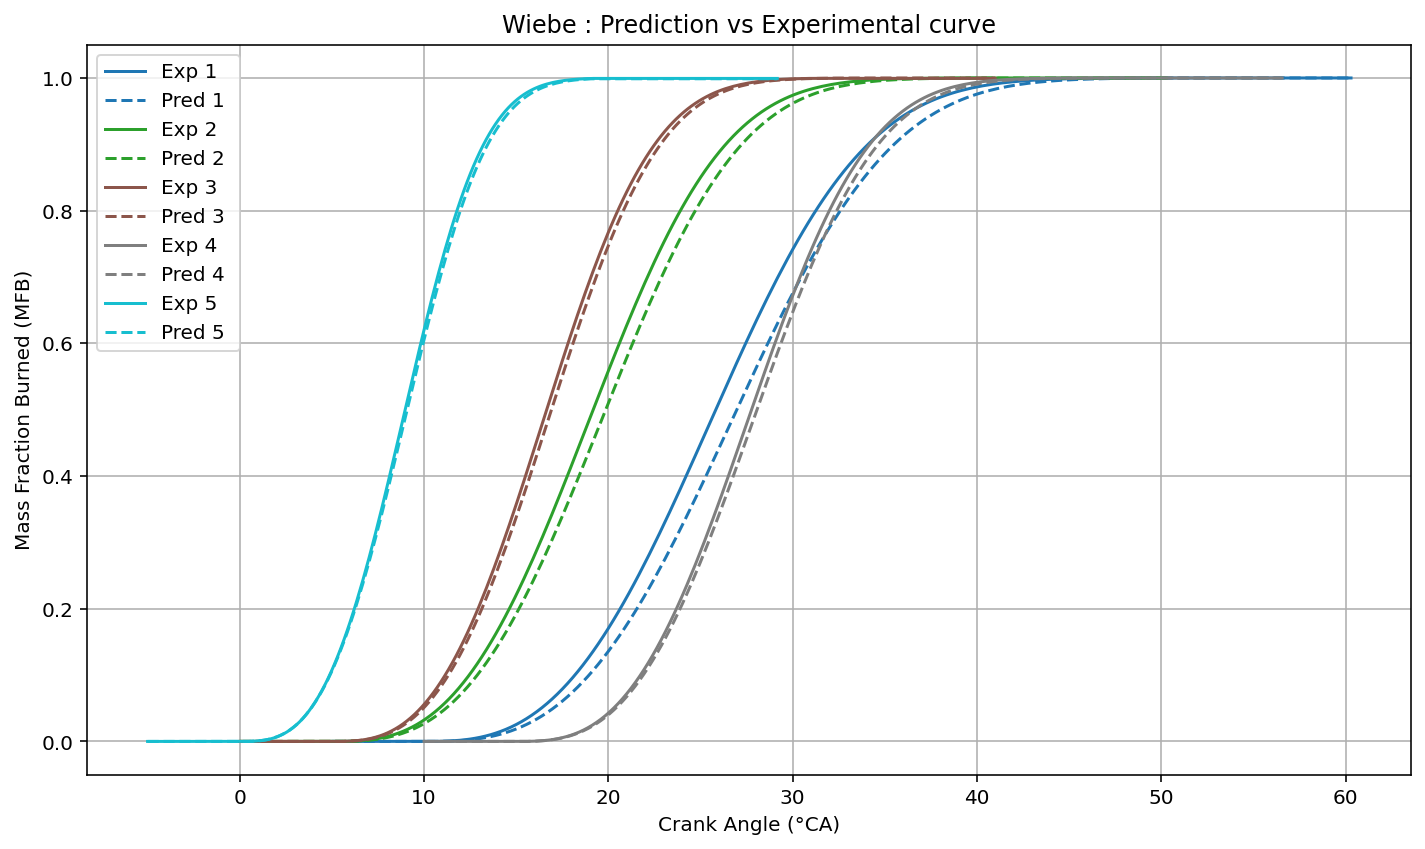 Wiebe : Prediction vs Experimental curve
Exp 1
Pred 1
Exp 2
Pred 2
Exp 3
Pred 3
Exp 4
Pred 4
Exp 5
Pred 5
Mass Fraction Burned (MFB)
1.0
0.8
0.6
0.4
0.2
0.0
0 10 20 30 40 50 60
Crank Angle (°CA)